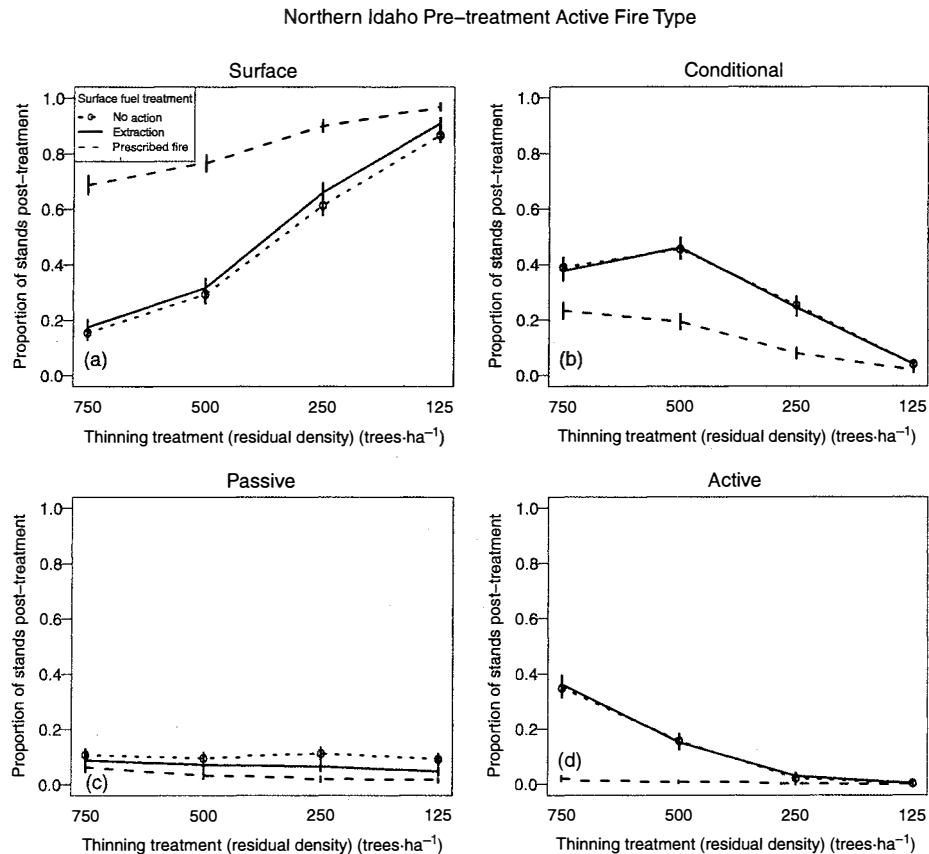 Northern Idaho Pre-treatment Active Fire Type
Surface
Proportion of stands post-treatment
1.0
0.8
0.6
0.4
0.2
0.0
Surface fuel treatment
No action
Extraction
Prescribed fire
(a)
750 500 250 125
Thinning treatment (residual density) (trees·ha⁻¹)
Conditional
Proportion of stands post-treatment
1.0
0.8
0.6
0.4
0.2
0.0
(b)
750 500 250 125
Thinning treatment (residual density) (trees·ha⁻¹)
Passive
Proportion of stands post-treatment
1.0
0.8
0.6
0.4
0.2
0.0
(c)
750 500 250 125
Thinning treatment (residual density) (trees·ha⁻¹)
Active
Proportion of stands post-treatment
1.0
0.8
0.6
0.4
0.2
0.0
(d)
750 500 250 125
Thinning treatment (residual density) (trees·ha⁻¹)